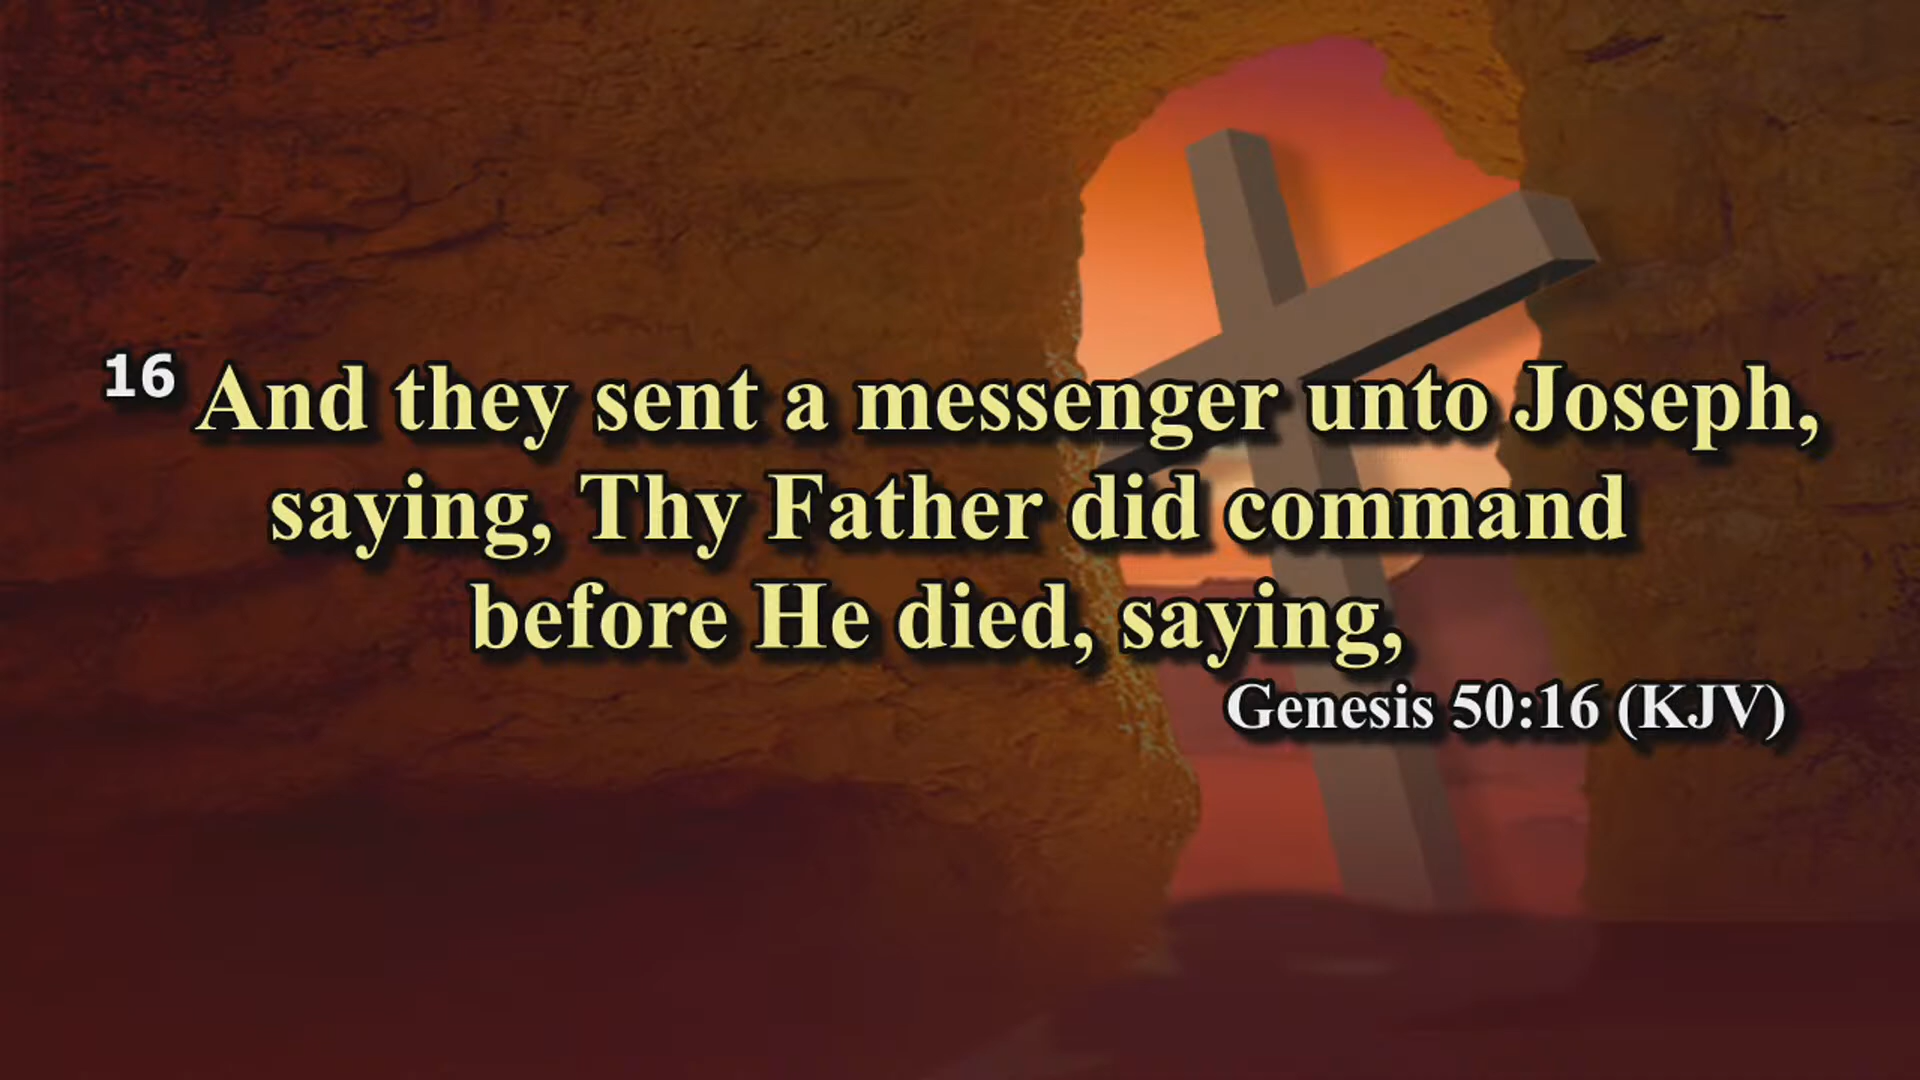 16 And they sent a messenger unto Joseph,
saying, Thy Father did command
before He died, saying,
Genesis 50:16 (KJV)